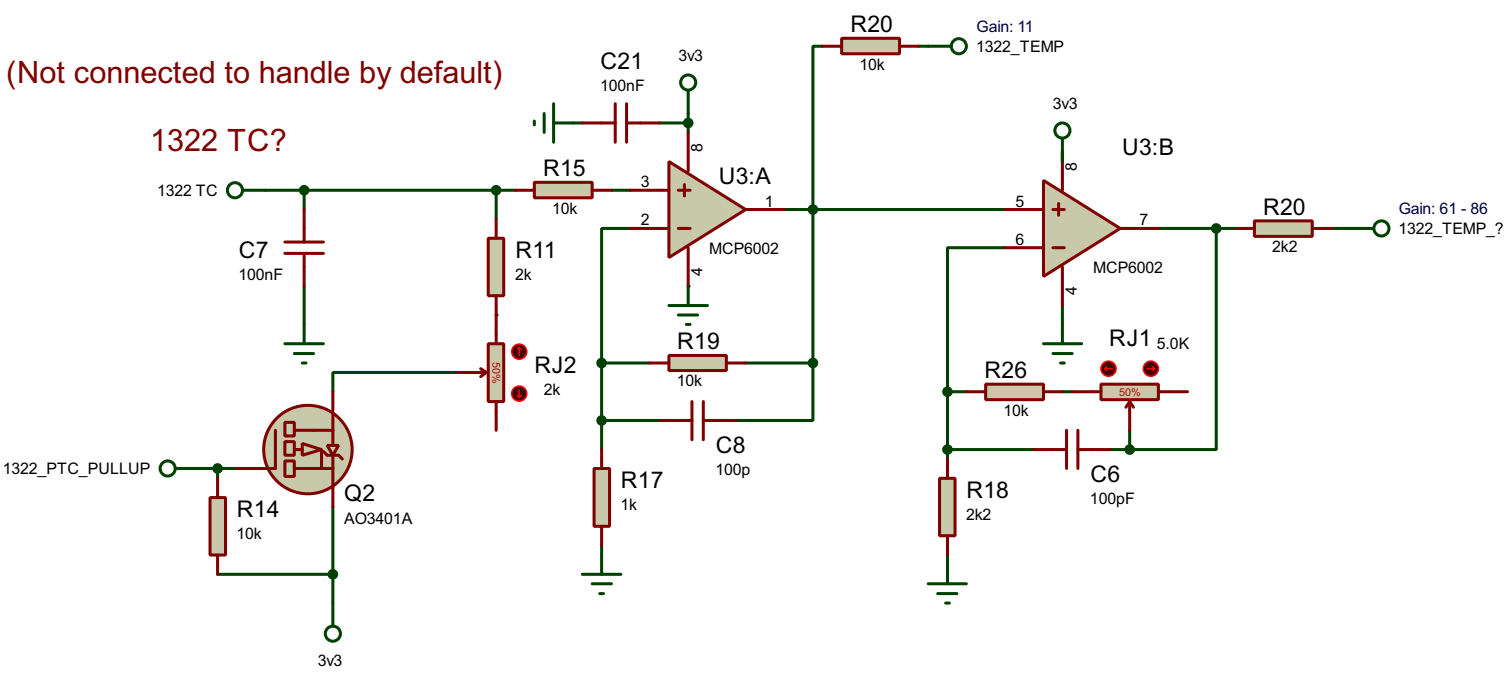 (Not connected to handle by default)
1322 TC?
1322 TC
C7
100nF
R15
10k
R11
2k
RJ2
2k
50%
1322_PTC_PULLUP
R14
10k
Q2
AO3401A
3v3
C21
100nF
3v3
8
3
+
2
−
1
4
U3:A
MCP6002
R19
10k
C8
100p
R17
1k
R20
10k
Gain: 11
1322_TEMP
3v3
8
5
+
6
−
7
4
U3:B
MCP6002
R26
10k
RJ1 5.0K
50%
C6
100pF
R18
2k2
R20
2k2
Gain: 61 - 86
1322_TEMP_?